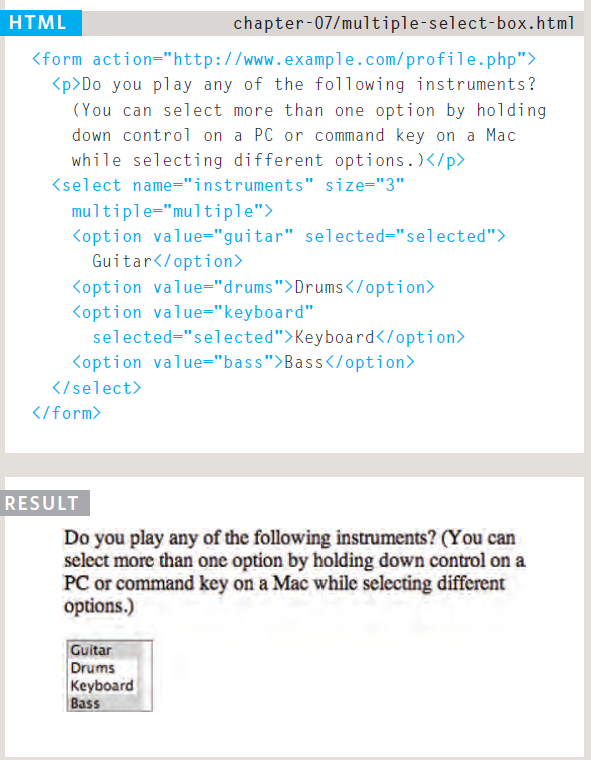 HTML chapter-07/multiple-select-box.html
<form action="http://www.example.com/profile.php">
<p>Do you play any of the following instruments?
(You can select more than one option by holding
down control on a PC or command key on a Mac
while selecting different options.)</p>
<select name="instruments" size="3"
multiple="multiple">
<option value="guitar" selected="selected">
Guitar</option>
<option value="drums">Drums</option>
<option value="keyboard"
selected="selected">Keyboard</option>
<option value="bass">Bass</option>
</select>
</form>
RESULT
Do you play any of the following instruments? (You can
select more than one option by holding down control on a
PC or command key on a Mac while selecting different
options.)
Guitar
Drums
Keyboard
Bass